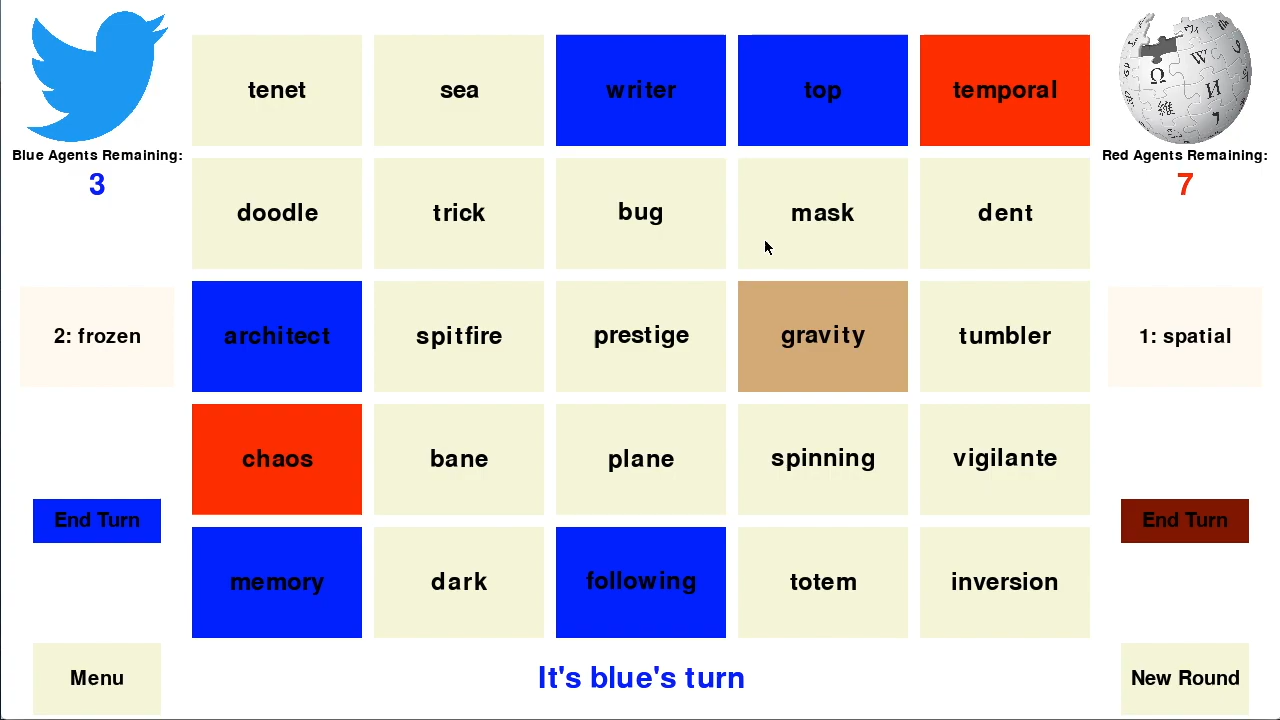 tenet
sea
writer
top
temporal
Blue Agents Remaining:
3
Red Agents Remaining:
7
doodle
trick
bug
mask
dent
2: frozen
architect
spitfire
prestige
gravity
tumbler
1: spatial
chaos
bane
plane
spinning
vigilante
End Turn
End Turn
memory
dark
following
totem
inversion
Menu
It's blue's turn
New Round